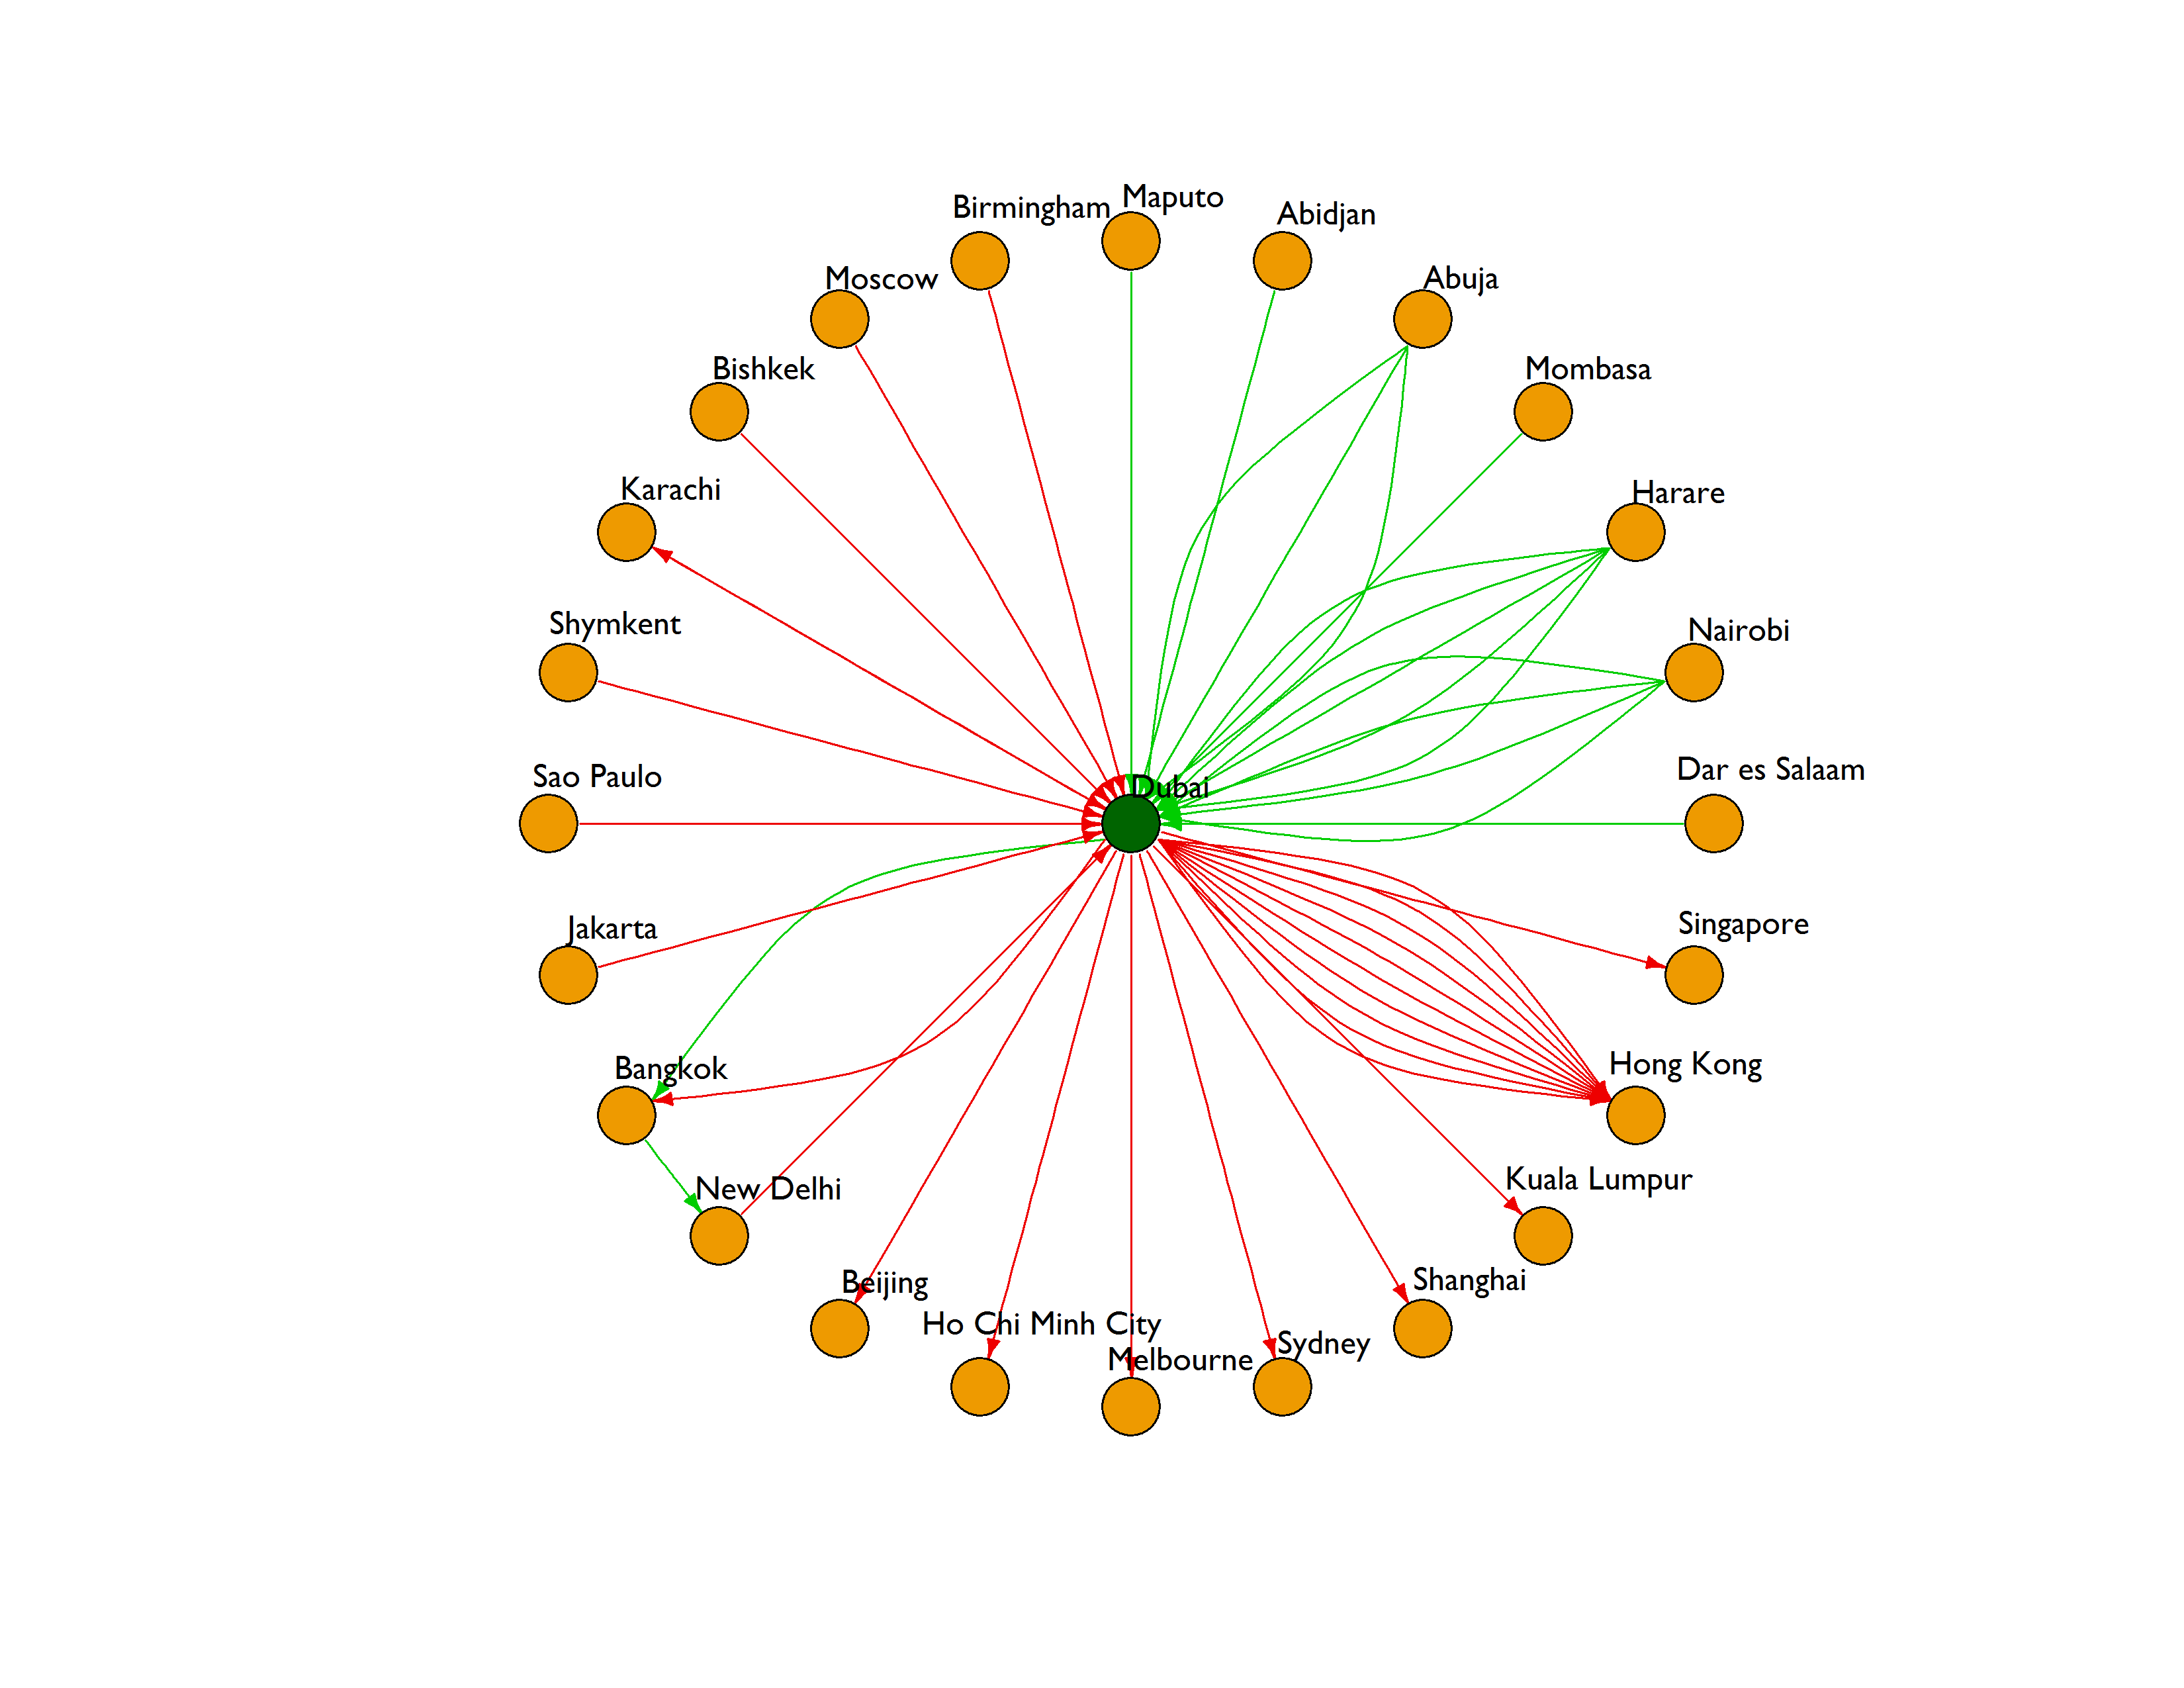 Maputo
Birmingham
Abidjan
Moscow
Abuja
Bishkek
Mombasa
Karachi
Harare
Shymkent
Nairobi
Dar es Salaam
Sao Paulo
Dubai
Singapore
Jakarta
Hong Kong
Bangkok
Kuala Lumpur
New Delhi
Shanghai
Beijing
Ho Chi Minh City
Sydney
Melbourne